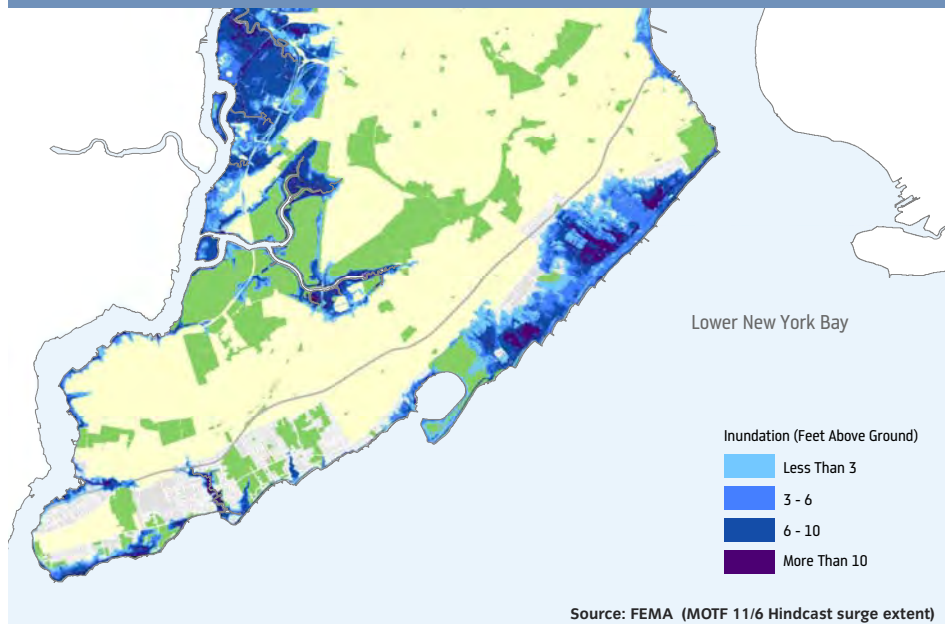 Lower New York Bay
Inundation (Feet Above Ground)
Less Than 3
3 - 6
6 - 10
More Than 10
Source: FEMA (MOTF 11/6 Hindcast surge extent)